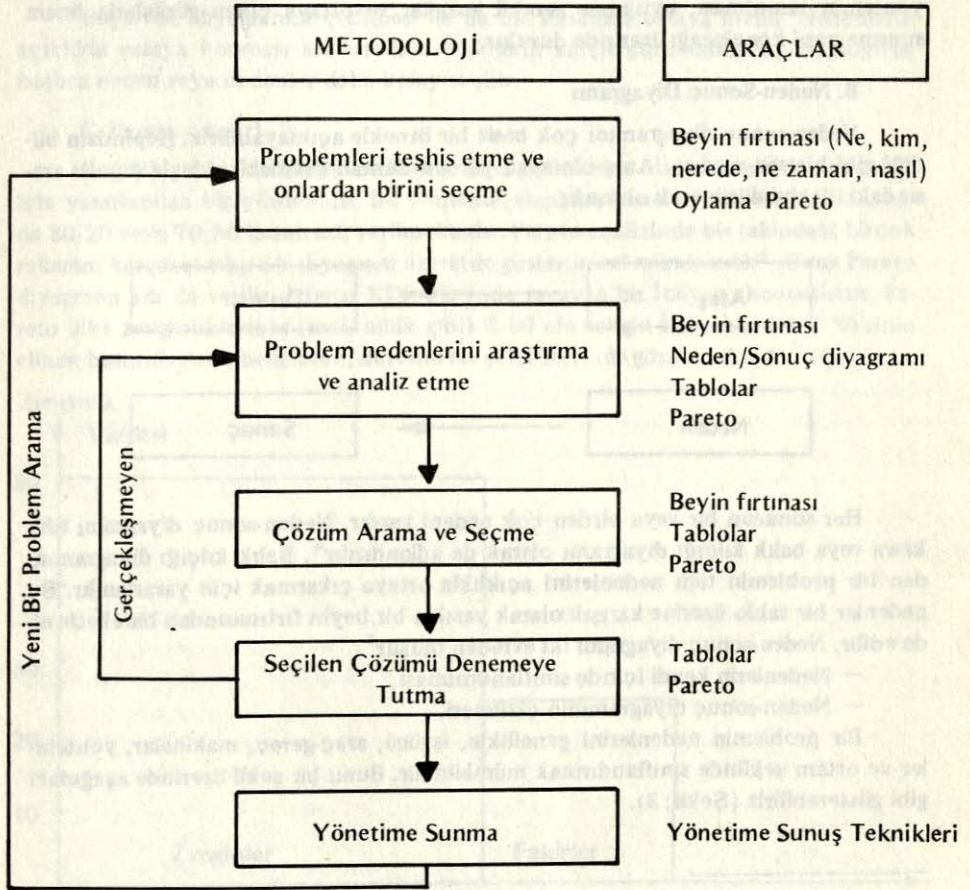 METODOLOJİ
ARAÇLAR
Problemleri teşhis etme ve
onlardan birini seçme
Beyin fırtınası (Ne, kim,
nerede, ne zaman, nasıl)
Oylama Pareto
Problem nedenlerini araştırma
ve analiz etme
Beyin fırtınası
Neden/Sonuç diyagramı
Tablolar
Pareto
Çözüm Arama ve Seçme
Beyin fırtınası
Tablolar
Pareto
Seçilen Çözümü Denemeye
Tutma
Tablolar
Pareto
Yönetime Sunma
Yönetime Sunuş Teknikleri
Yeni Bir Problem Arama
Gerçekleşmeyen